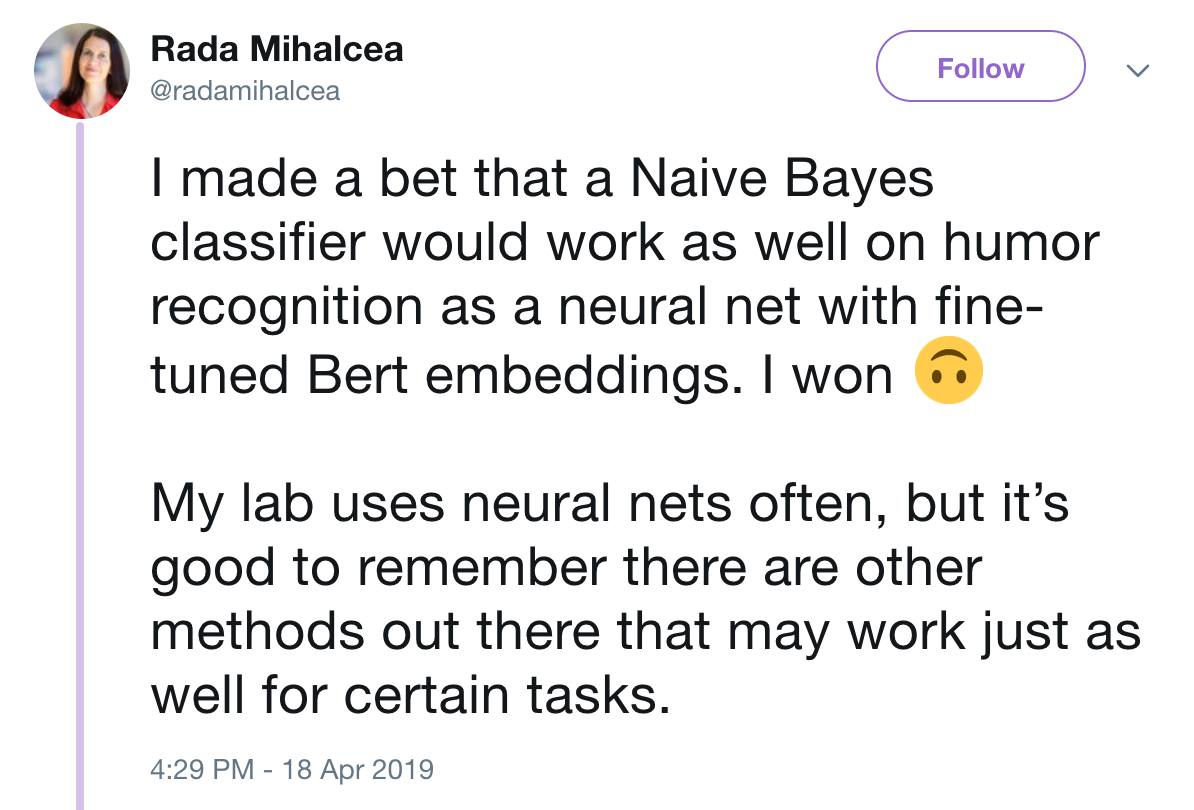 Rada Mihalcea
@radamihalcea
Follow
I made a bet that a Naive Bayes
classifier would work as well on humor
recognition as a neural net with fine-
tuned Bert embeddings. I won 🙃
My lab uses neural nets often, but it’s
good to remember there are other
methods out there that may work just as
well for certain tasks.
4:29 PM - 18 Apr 2019